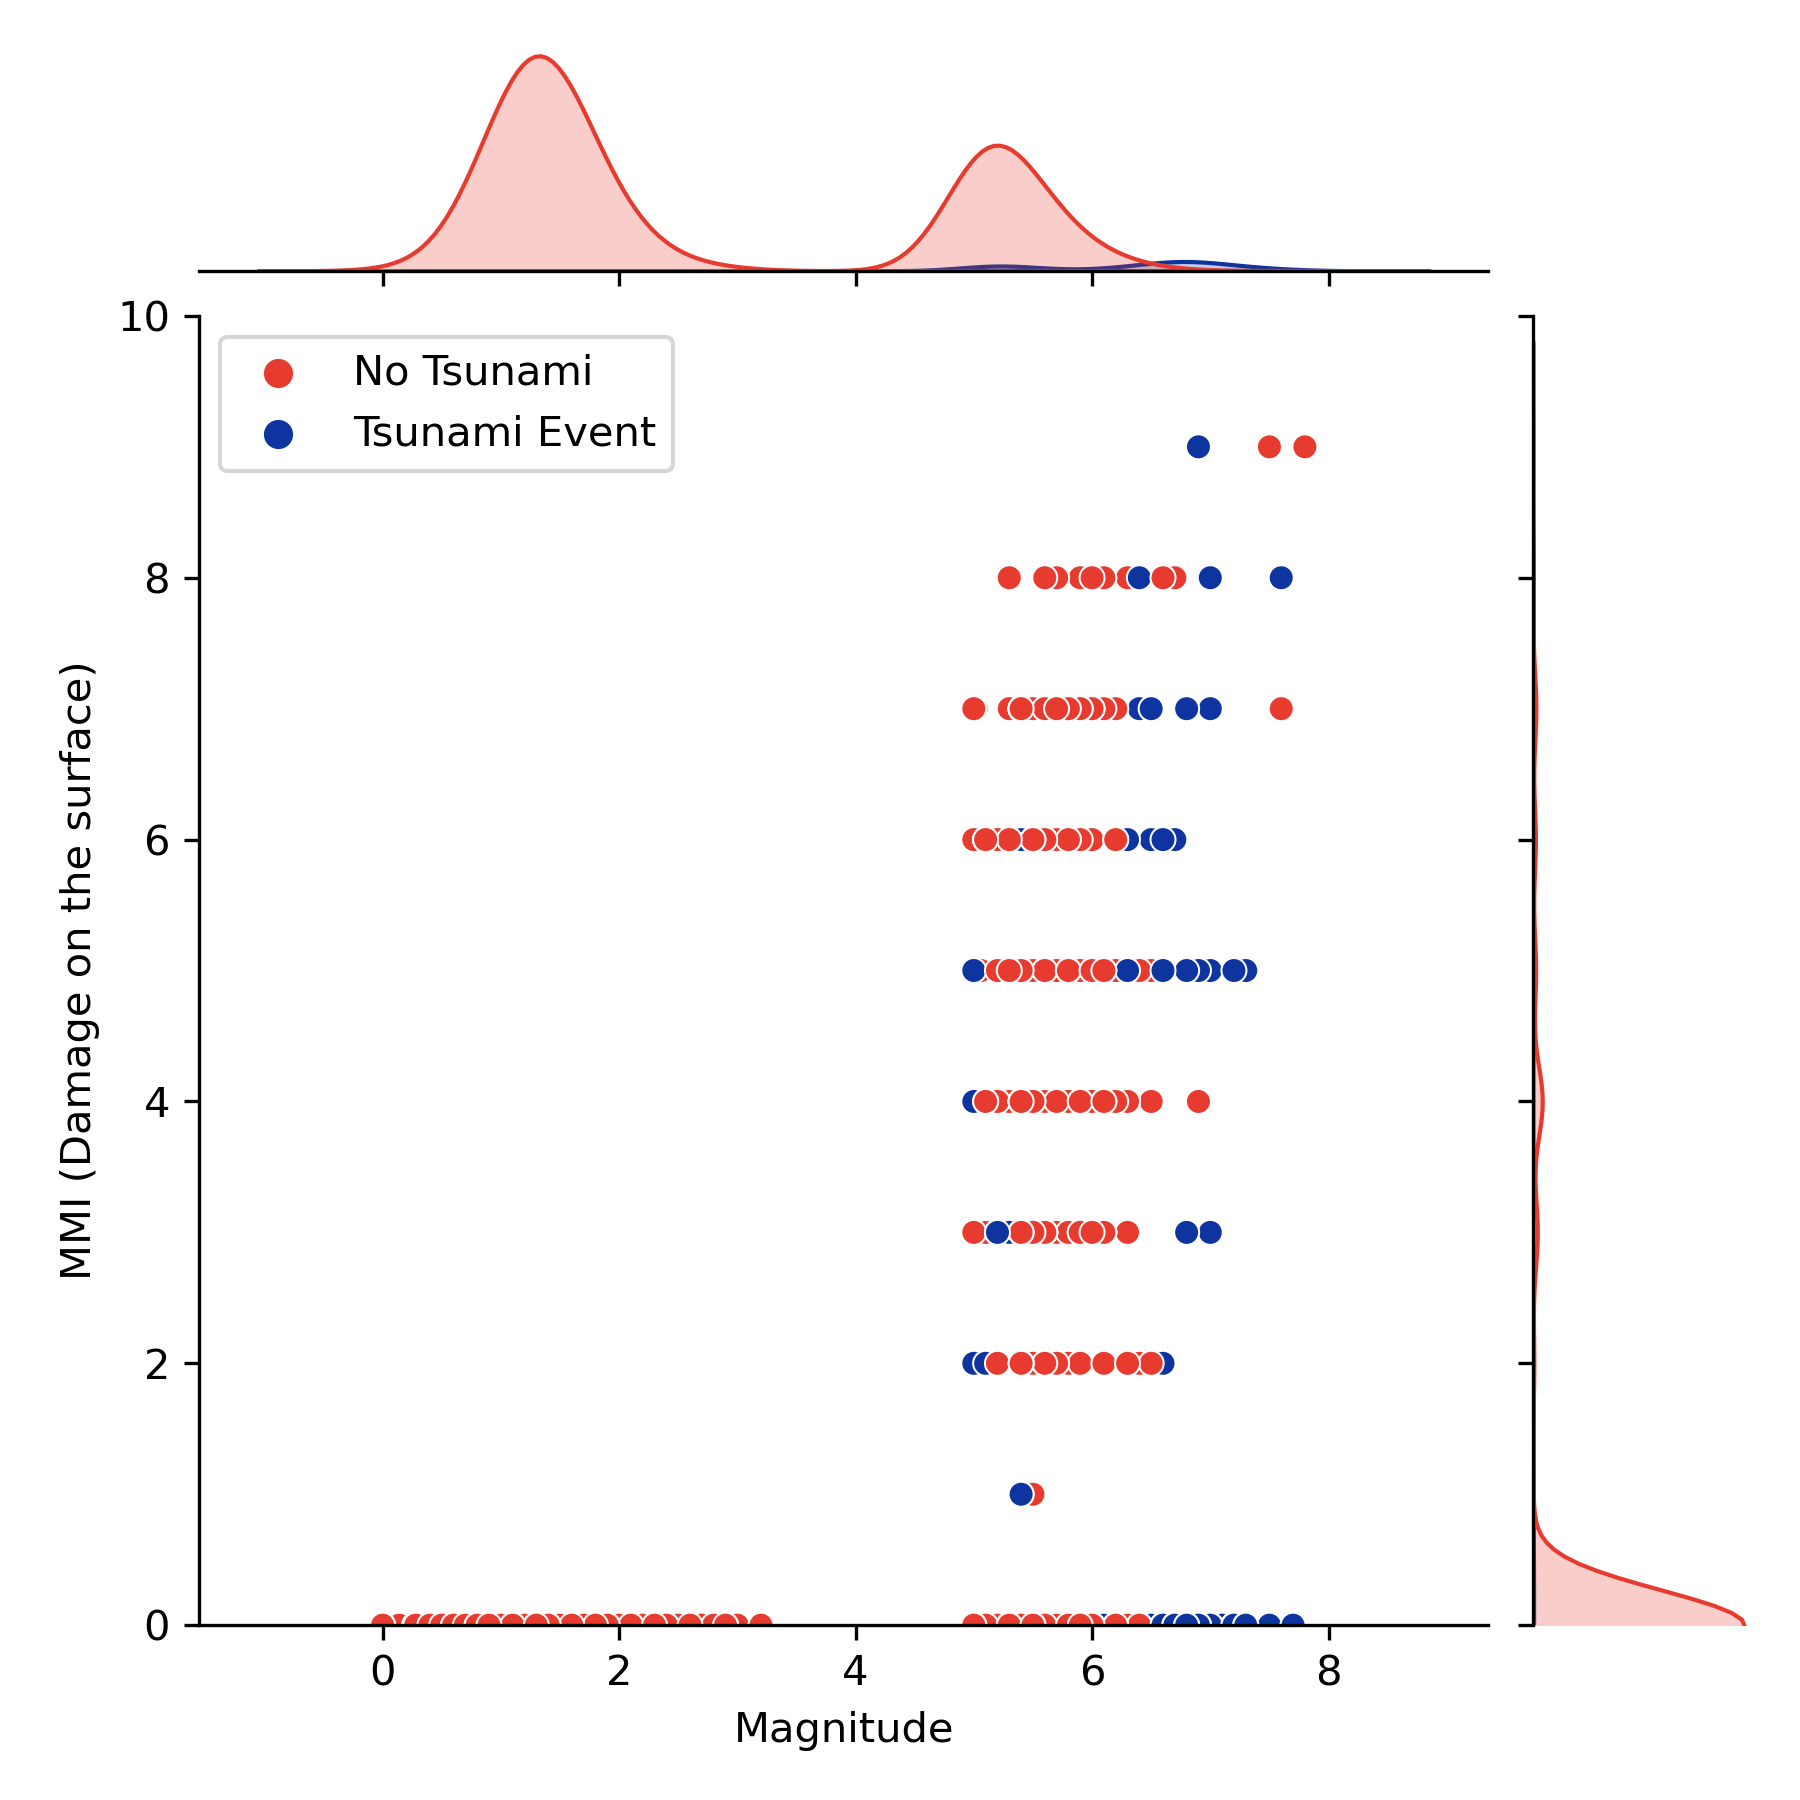 10
No Tsunami
Tsunami Event
8
6
4
2
0
MMI (Damage on the surface)
0 2 4 6 8
Magnitude